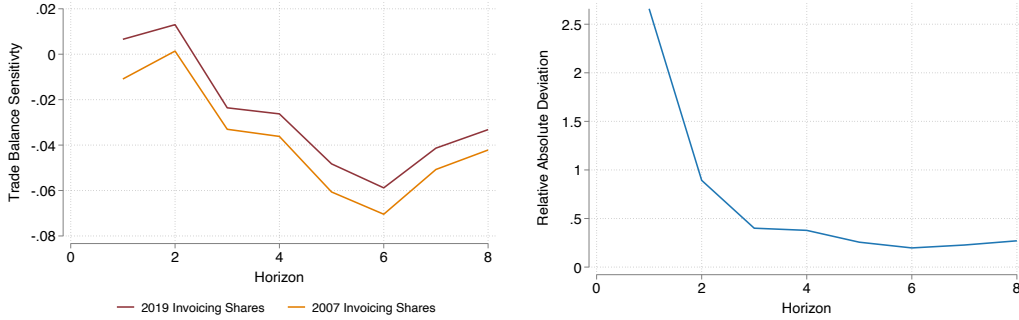 .02
0
-.02
-.04
-.06
-.08
Trade Balance Sensitivty
0 2 4 6 8
Horizon
2019 Invoicing Shares 2007 Invoicing Shares
2.5
2
1.5
1
.5
0
Relative Absolute Deviation
0 2 4 6 8
Horizon